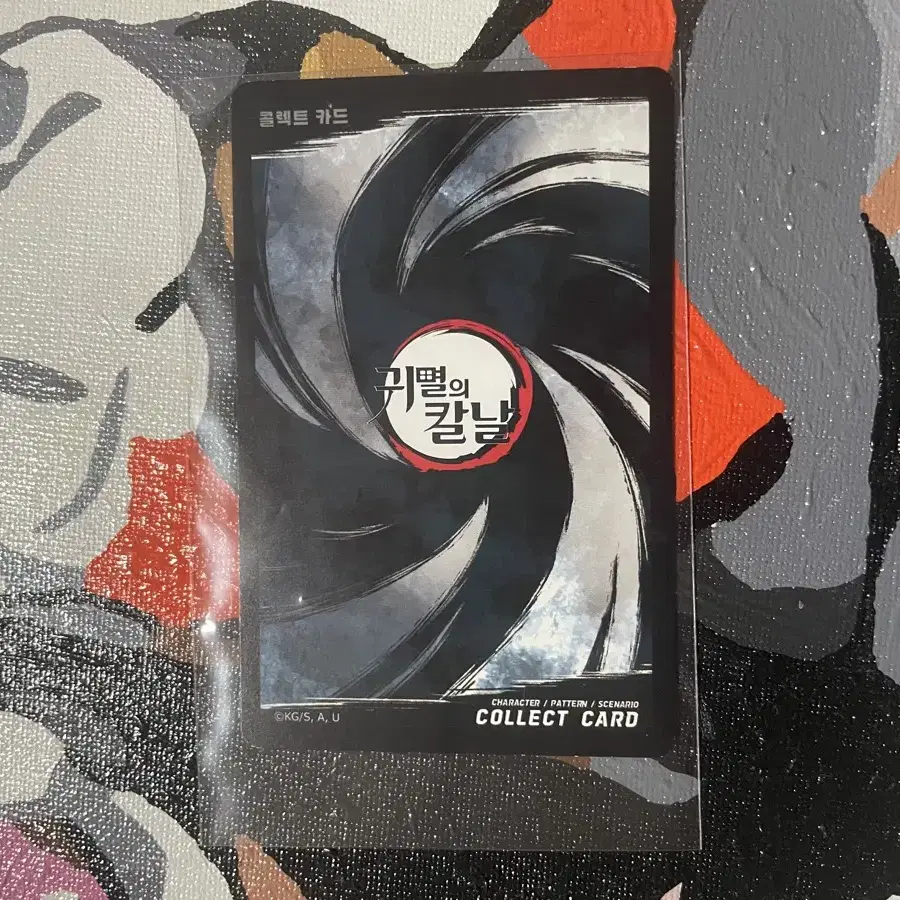 콜렉트 카드
귀멸의
칼날
©KG/S, A, U
CHARACTER / PATTERN / SCENARIO
COLLECT CARD